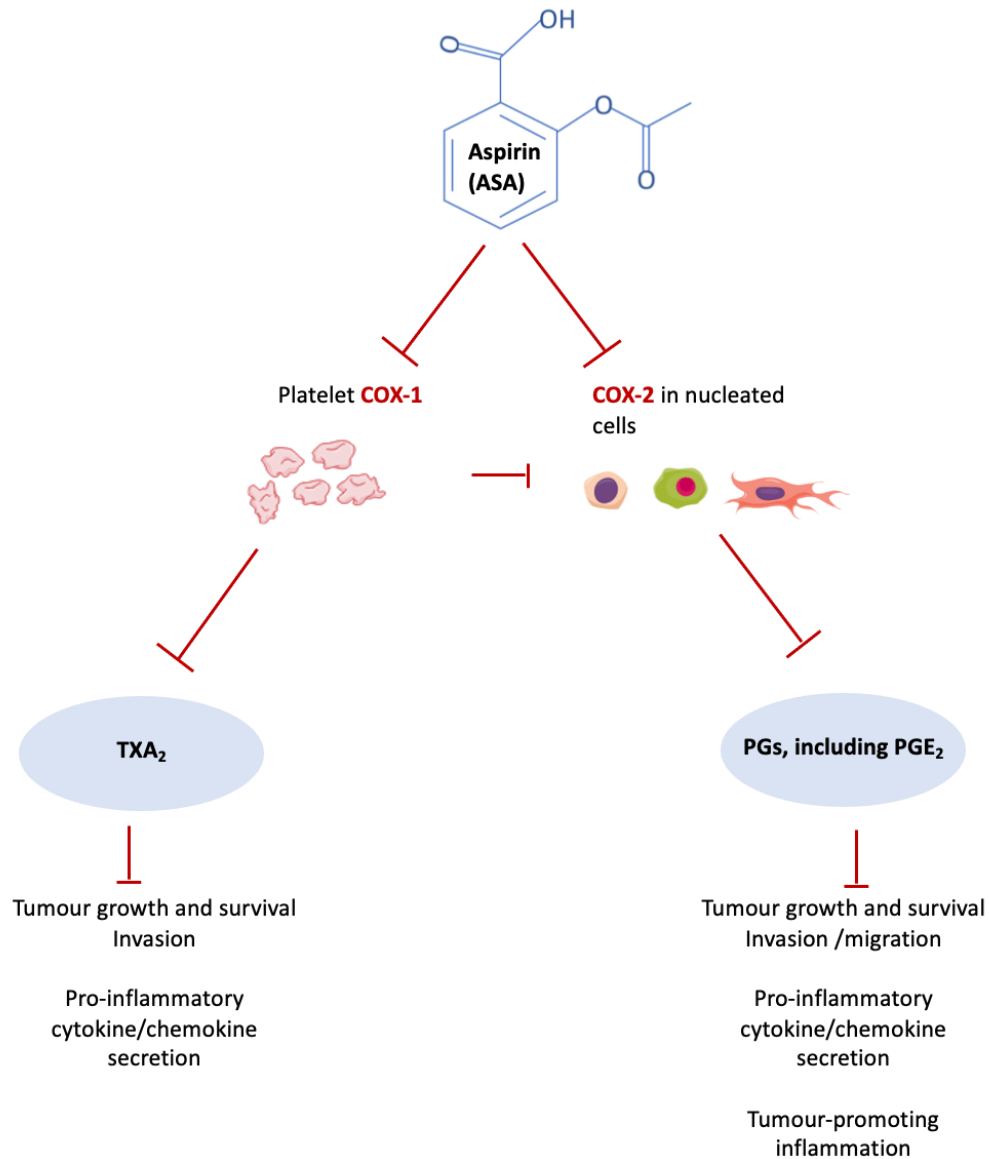 OH
O
O
O
Aspirin
(ASA)
Platelet COX-1
COX-2 in nucleated
cells
TXA₂
PGs, including PGE₂
Tumour growth and survival
Invasion
Pro-inflammatory
cytokine/chemokine
secretion
Tumour growth and survival
Invasion /migration
Pro-inflammatory
cytokine/chemokine
secretion
Tumour-promoting
inflammation